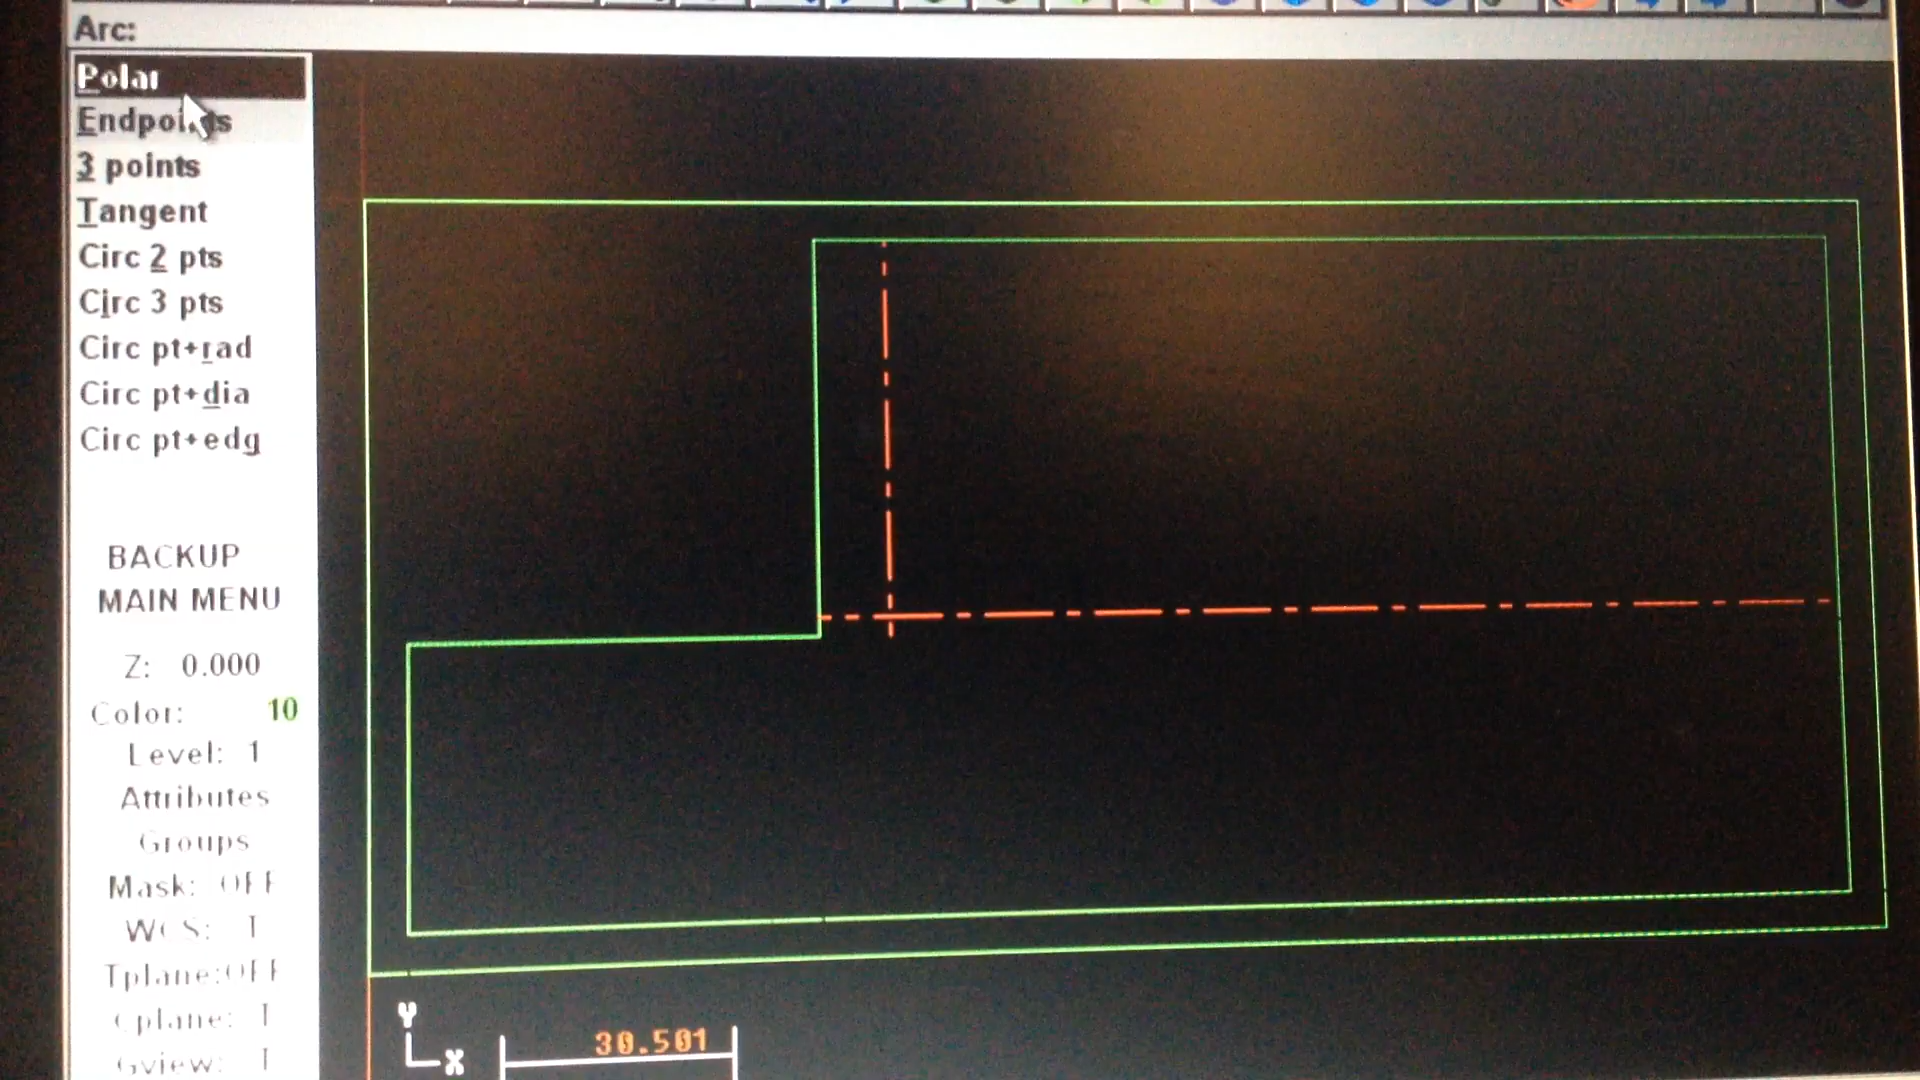 Arc:
Polar
Endpoints
3 points
Tangent
Circ 2 pts
Circ 3 pts
Circ pt+rad
Circ pt+dia
Circ pt+edg
BACKUP
MAIN MENU
Z: 0.000
Color: 10
Level: 1
Attributes
Groups
Mask: OFF
WCS: T
Tplane:OFF
Cplane: T
Gview: T
Y
X
30.501